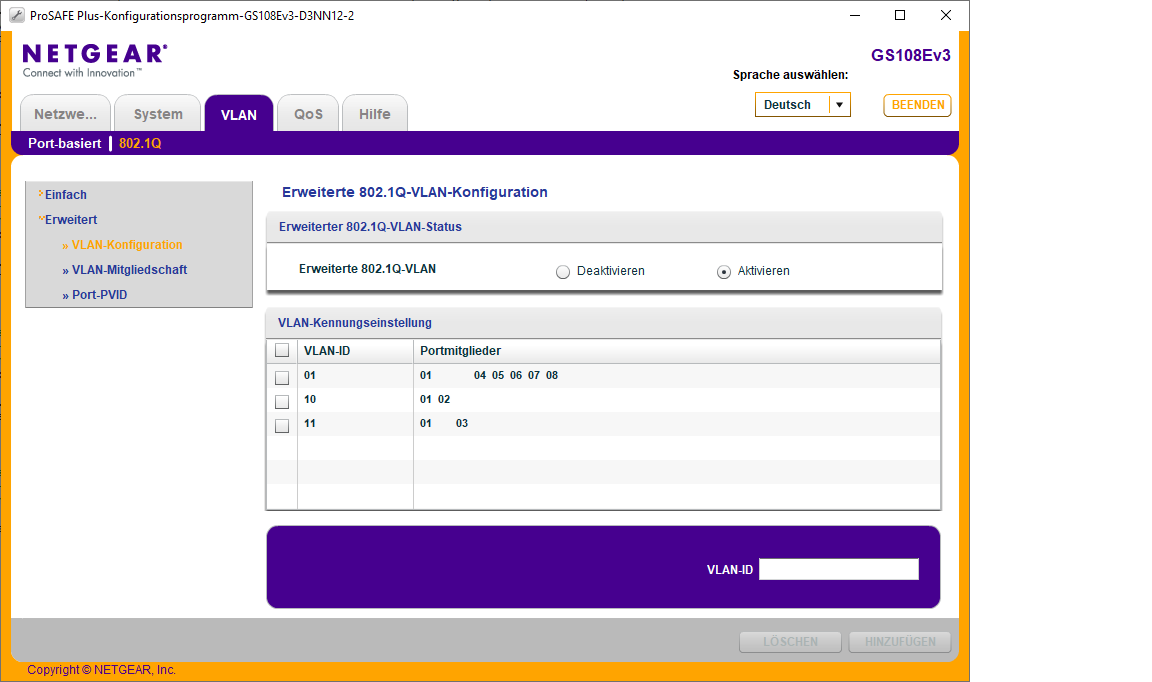 ProSAFE Plus-Konfigurationsprogramm-GS108Ev3-D3NN12-2
NETGEAR®
Connect with Innovation™
GS108Ev3
Sprache auswählen:
Deutsch
BEENDEN
Netzwe... System VLAN QoS Hilfe
Port-basiert | 802.1Q
Einfach
Erweitert
» VLAN-Konfiguration
» VLAN-Mitgliedschaft
» Port-PVID
Erweiterte 802.1Q-VLAN-Konfiguration
Erweiterter 802.1Q-VLAN-Status
Erweiterte 802.1Q-VLAN Deaktivieren Aktivieren
VLAN-Kennungseinstellung
VLAN-ID Portmitglieder
01 01 04 05 06 07 08
10 01 02
11 01 03
VLAN-ID
LÖSCHEN HINZUFÜGEN
Copyright © NETGEAR, Inc.